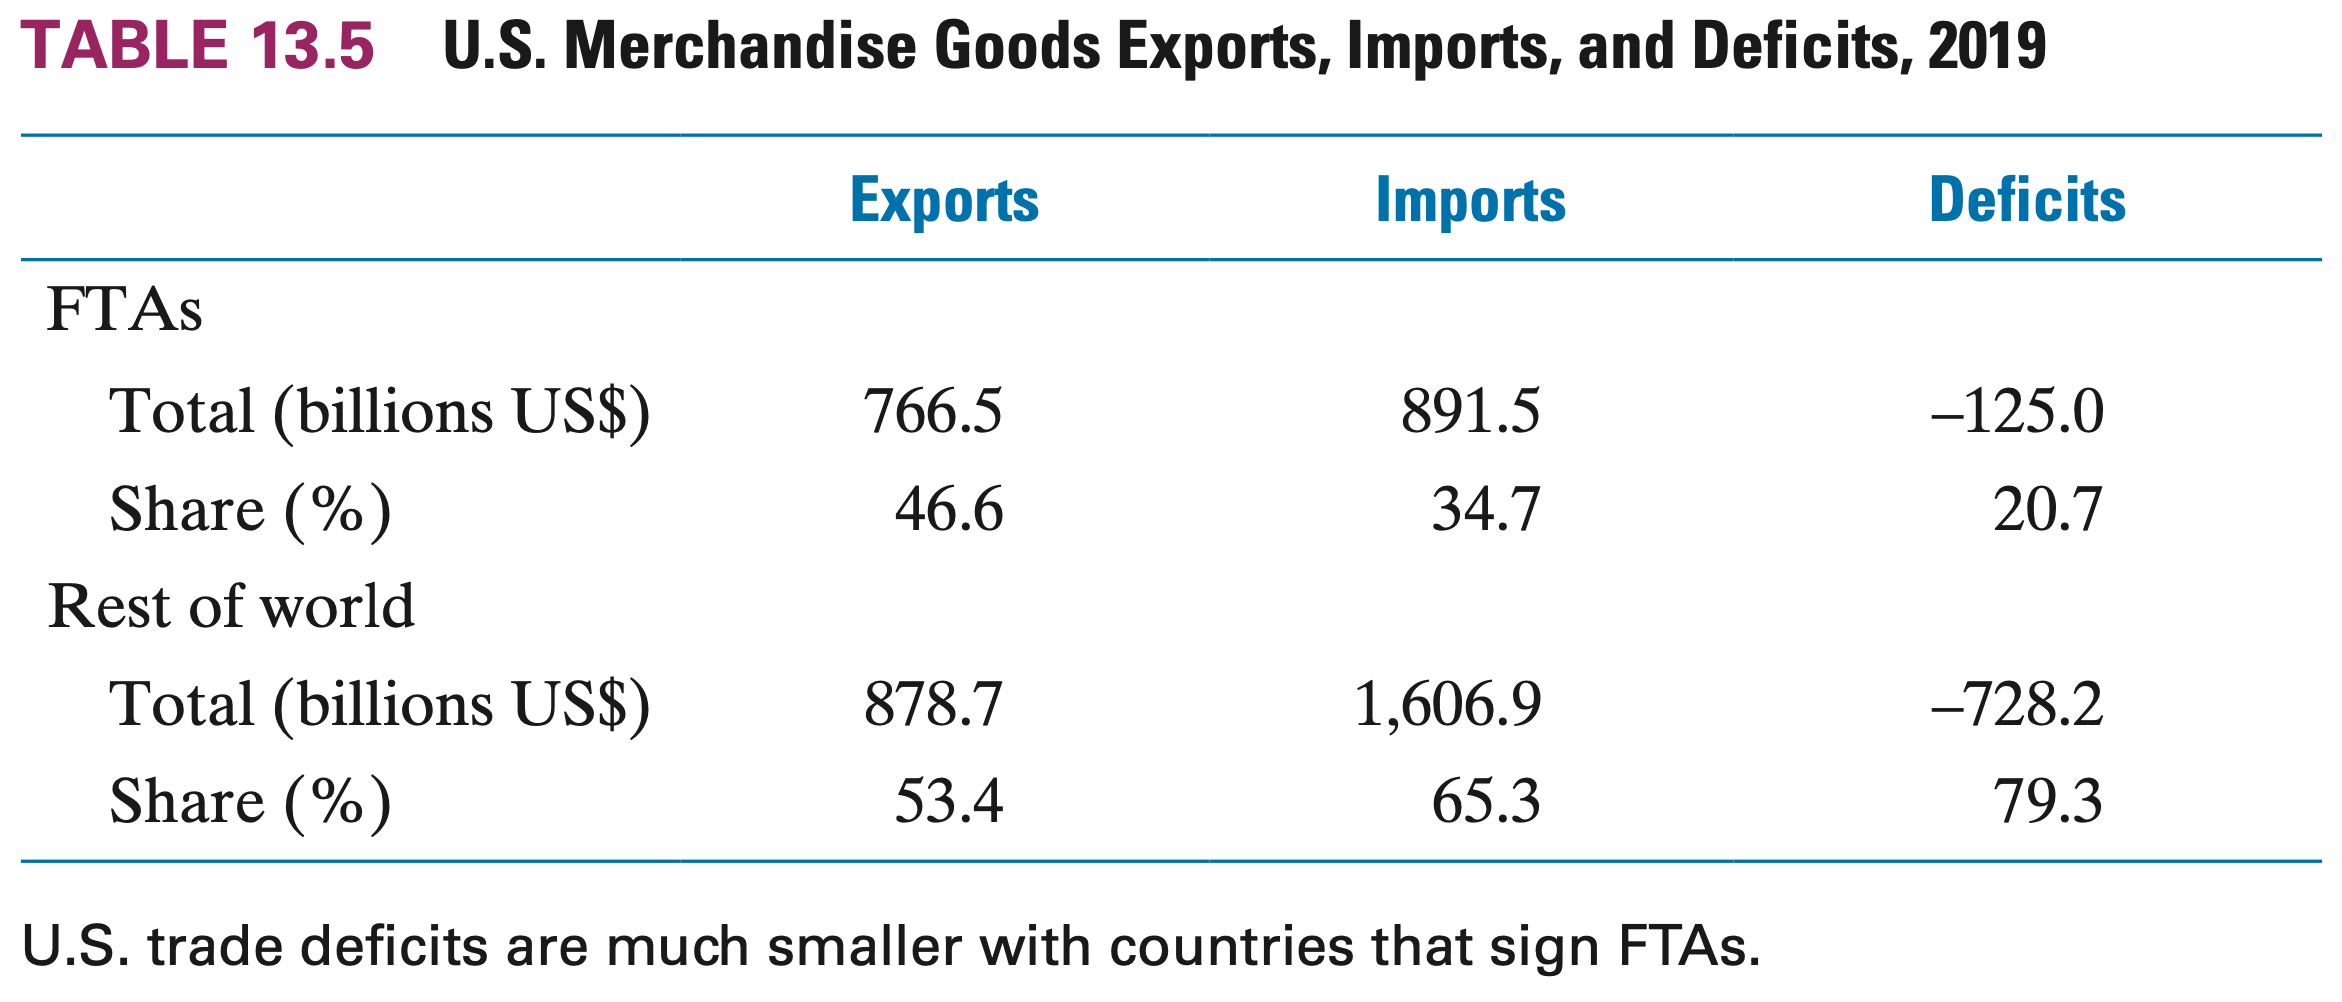 TABLE 13.5 U.S. Merchandise Goods Exports, Imports, and Deficits, 2019
Exports Imports Deficits
FTAs
Total (billions US$) 766.5 891.5 –125.0
Share (%) 46.6 34.7 20.7
Rest of world
Total (billions US$) 878.7 1,606.9 –728.2
Share (%) 53.4 65.3 79.3
U.S. trade deficits are much smaller with countries that sign FTAs.